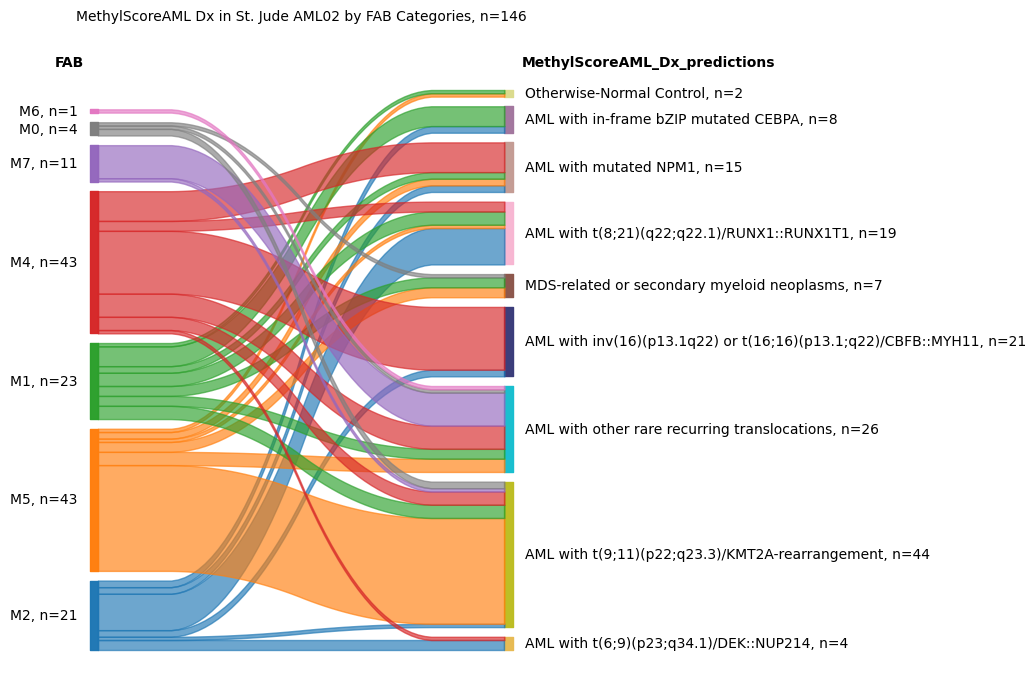 MethylScoreAML Dx in St. Jude AML02 by FAB Categories, n=146
FAB
MethylScoreAML_Dx_predictions
M6, n=1
M0, n=4
M7, n=11
M4, n=43
M1, n=23
M5, n=43
M2, n=21
Otherwise-Normal Control, n=2
AML with in-frame bZIP mutated CEBPA, n=8
AML with mutated NPM1, n=15
AML with t(8;21)(q22;q22.1)/RUNX1::RUNX1T1, n=19
MDS-related or secondary myeloid neoplasms, n=7
AML with inv(16)(p13.1q22) or t(16;16)(p13.1;q22)/CBFB::MYH11, n=21
AML with other rare recurring translocations, n=26
AML with t(9;11)(p22;q23.3)/KMT2A-rearrangement, n=44
AML with t(6;9)(p23;q34.1)/DEK::NUP214, n=4